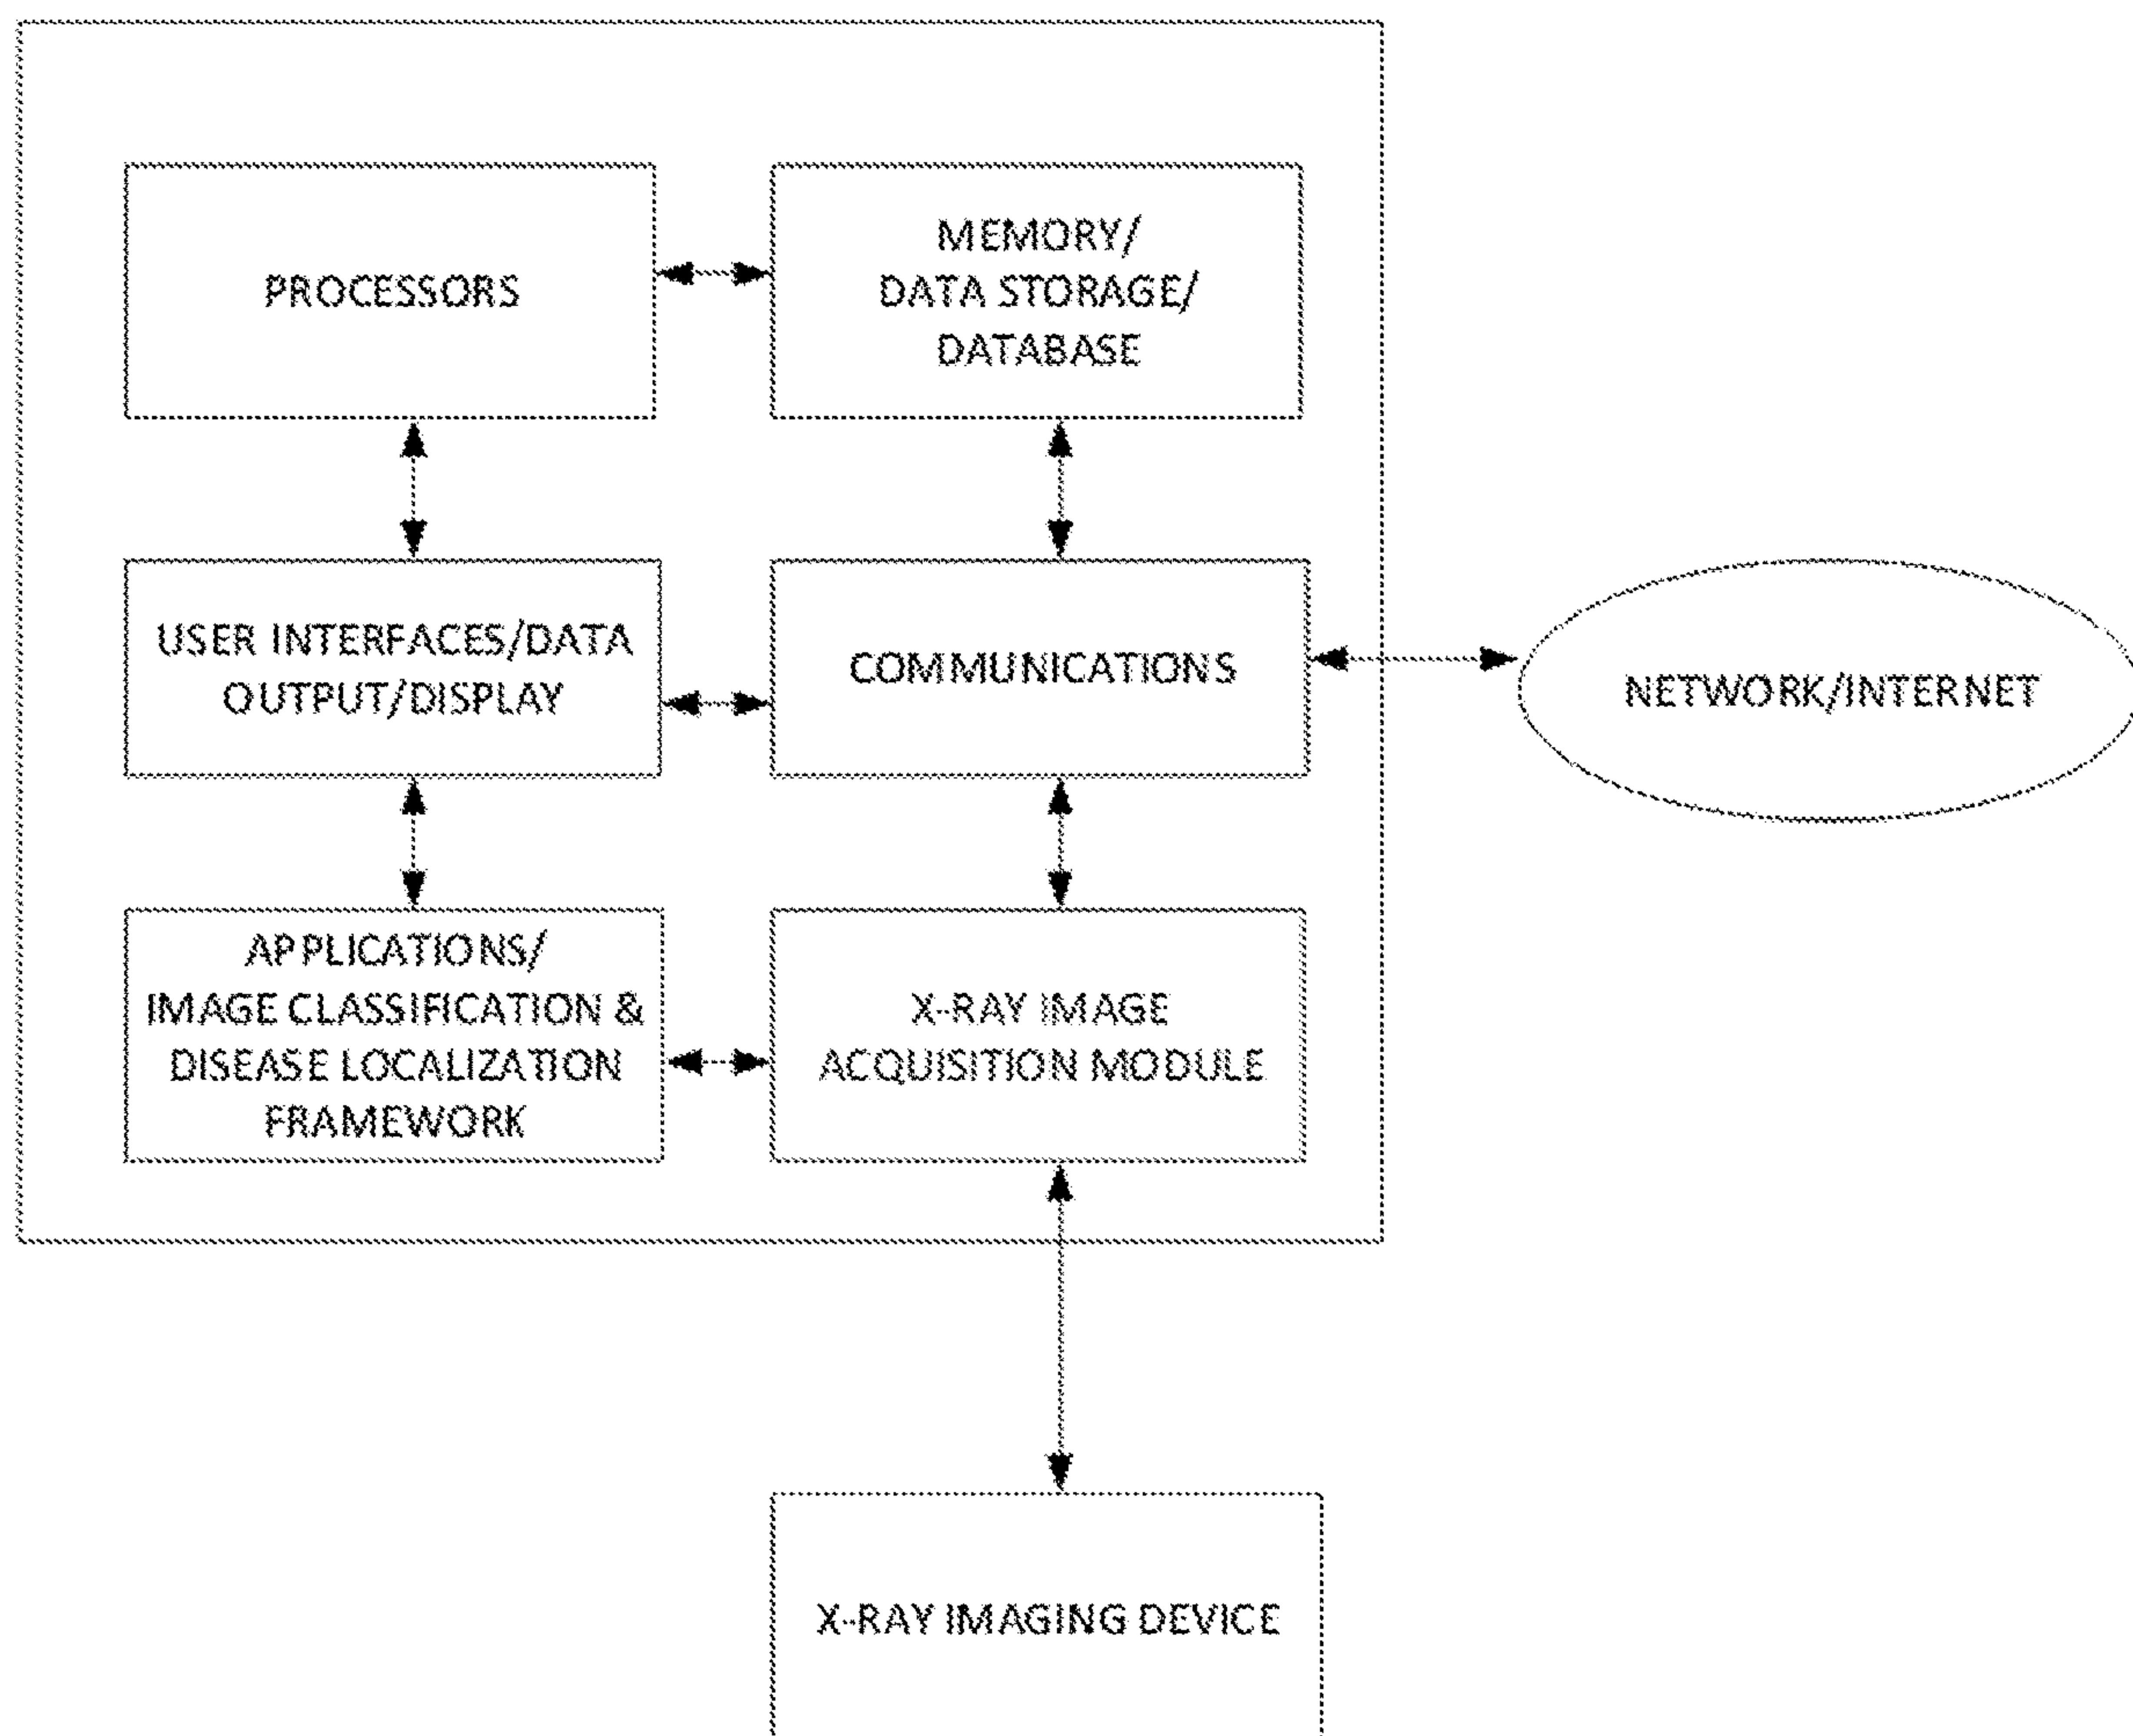 PROCESSORS
MEMORY/
DATA STORAGE/
DATABASE
USER INTERFACES/DATA
OUTPUT/DISPLAY
COMMUNICATIONS
NETWORK/INTERNET
APPLICATIONS/
IMAGE CLASSIFICATION &
DISEASE LOCALIZATION
FRAMEWORK
X-RAY IMAGE
ACQUISITION MODULE
X-RAY IMAGING DEVICE